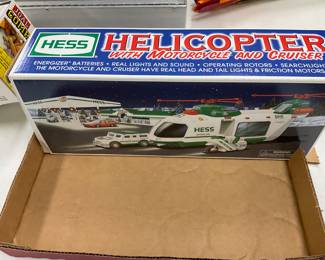 HESS
HELICOPTER
WITH MOTORCYCLE AND CRUISER
ENERGIZER® BATTERIES • REAL LIGHTS AND SOUND • OPERATING ROTORS • SEARCHLIGHT
THE MOTORCYCLE AND CRUISER HAVE REAL HEAD AND TAIL LIGHTS & FRICTION MOTORS
HESS